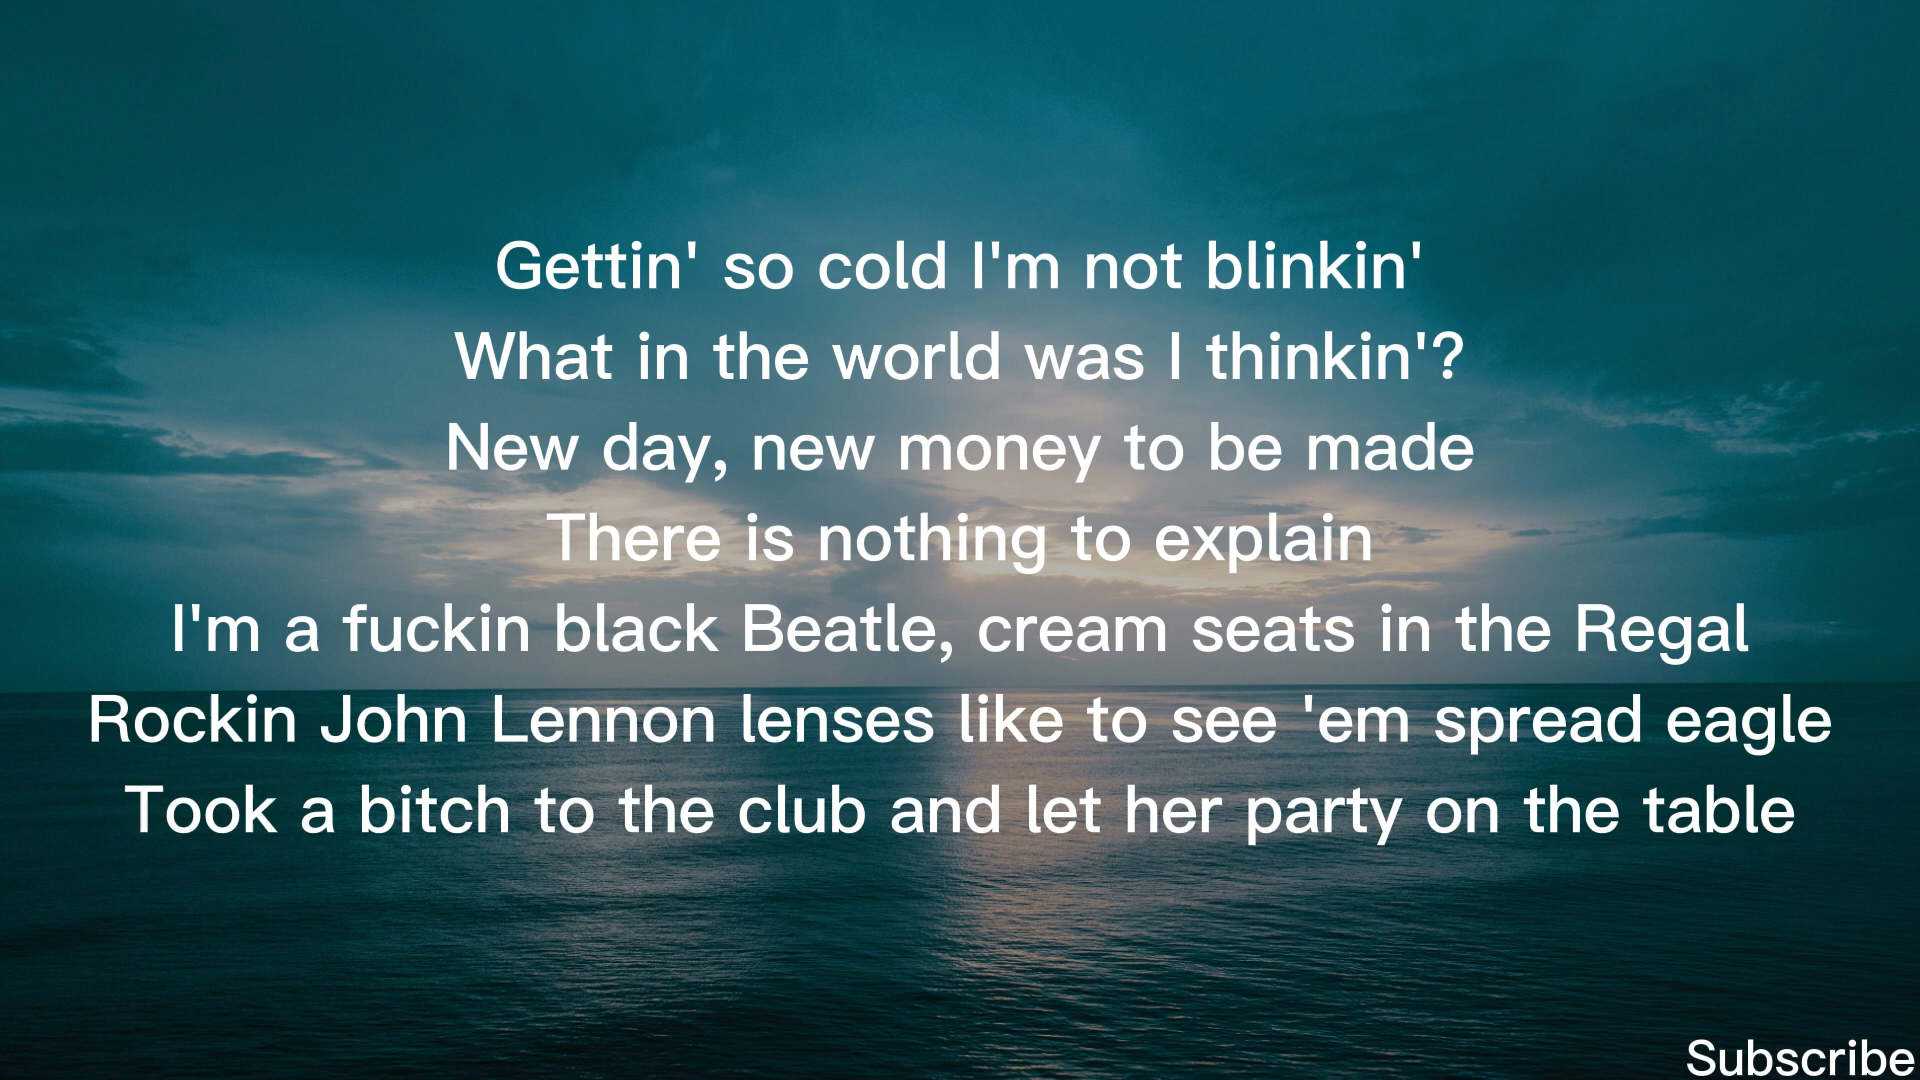 Gettin' so cold I'm not blinkin'
What in the world was I thinkin'?
New day, new money to be made
There is nothing to explain
I'm a fuckin black Beatle, cream seats in the Regal
Rockin John Lennon lenses like to see 'em spread eagle
Took a bitch to the club and let her party on the table
Subscribe